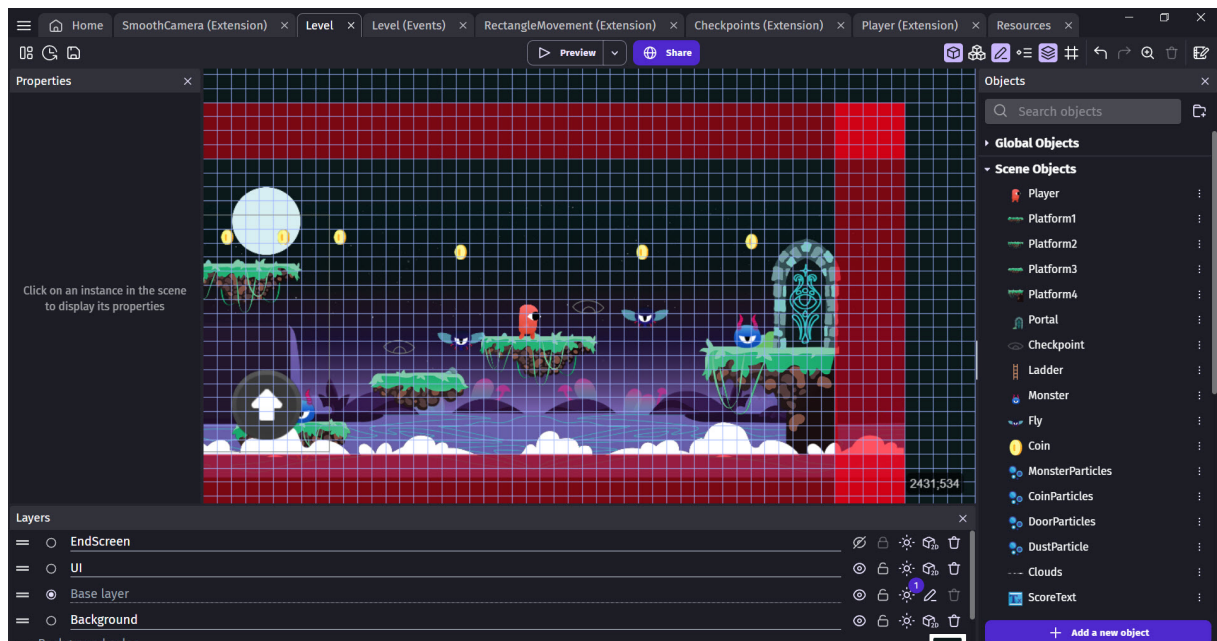 Home
SmoothCamera (Extension)
Level
Level (Events)
RectangleMovement (Extension)
Checkpoints (Extension)
Player (Extension)
Resources
Preview
Share
Properties
Click on an instance in the scene
to display its properties
2431;534
Objects
Search objects
Global Objects
Scene Objects
Player
Platform1
Platform2
Platform3
Platform4
Portal
Checkpoint
Ladder
Monster
Fly
Coin
MonsterParticles
CoinParticles
DoorParticles
DustParticle
Clouds
ScoreText
Add a new object
Layers
EndScreen
2D
UI
2D
Base layer
1
Background
2D